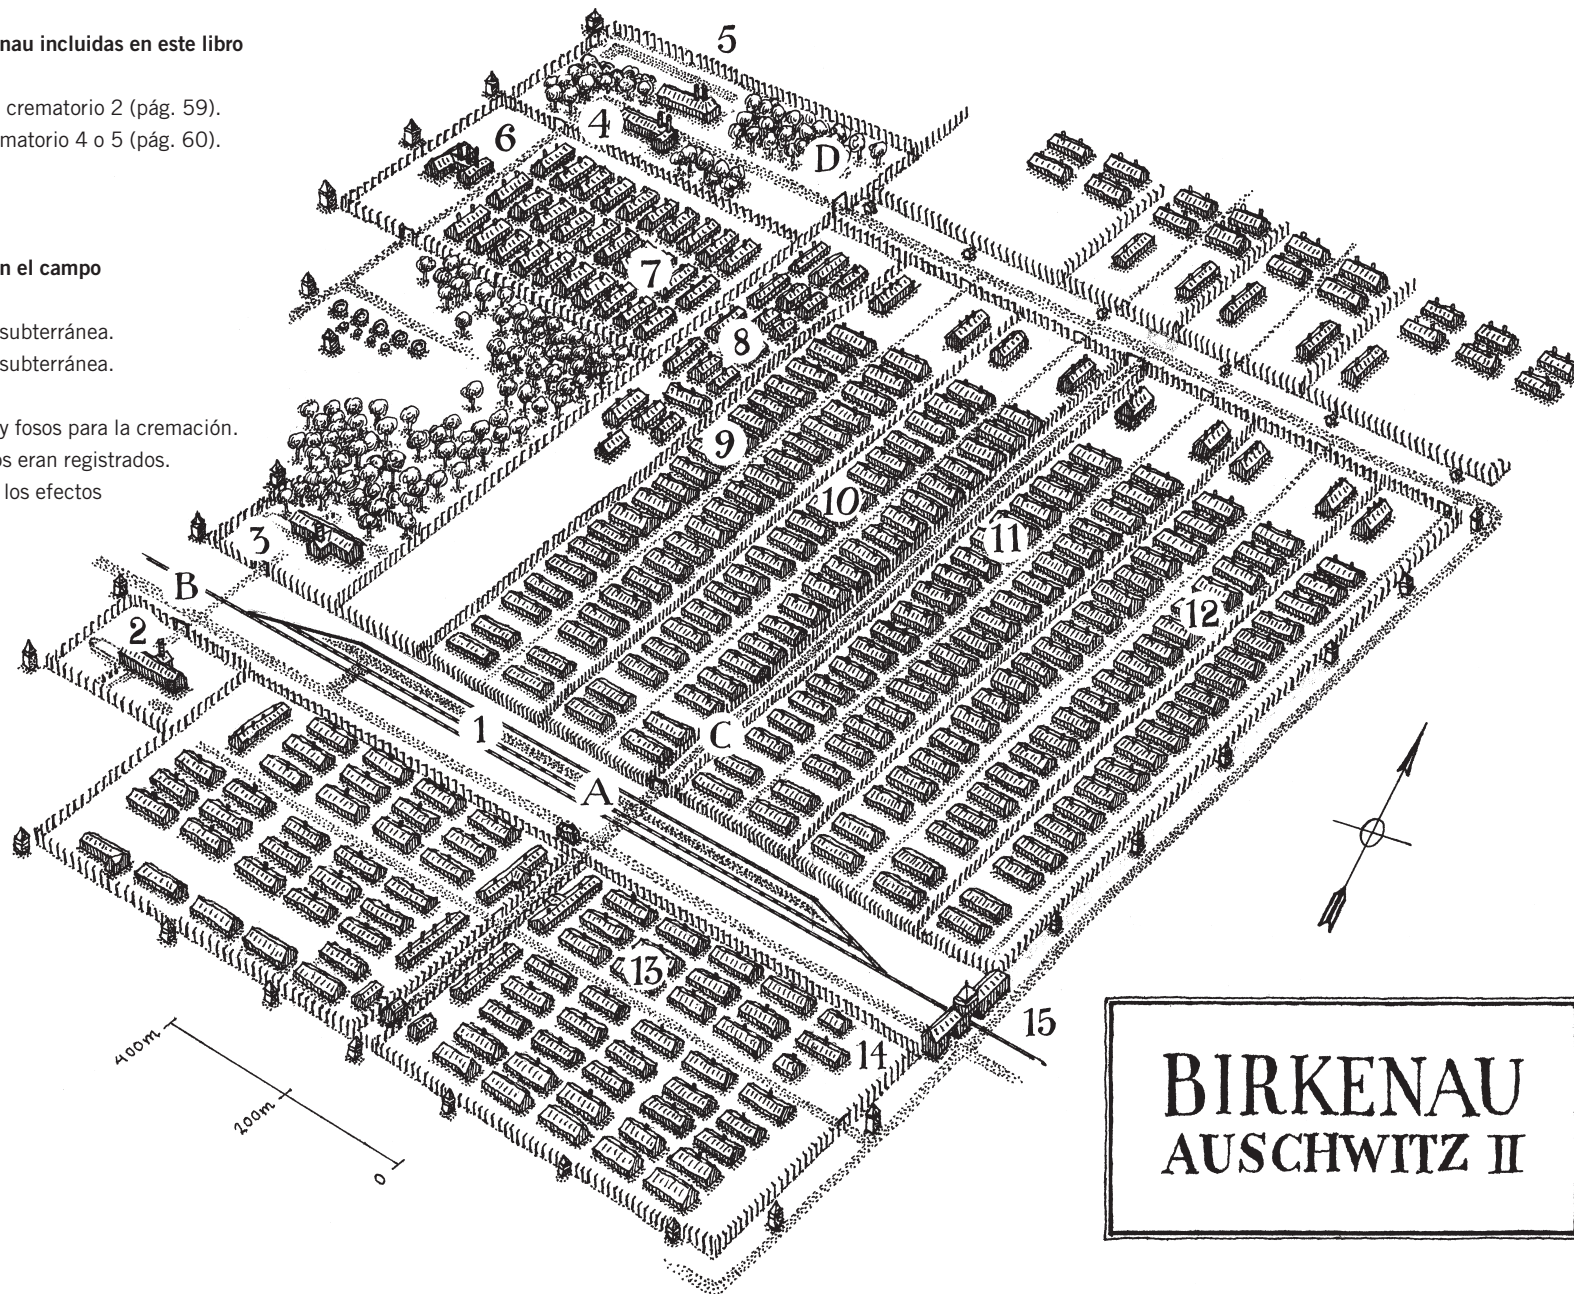 nau incluidas en este libro
crematorio 2 (pág. 59).
matorio 4 o 5 (pág. 60).
n el campo
subterránea.
subterránea.
y fosos para la cremación.
os eran registrados.
los efectos
5
4
6
D
7
8
9
10
11
12
3
B
2
1
C
A
13
14
15
400m
200m
0
BIRKENAU
AUSCHWITZ II